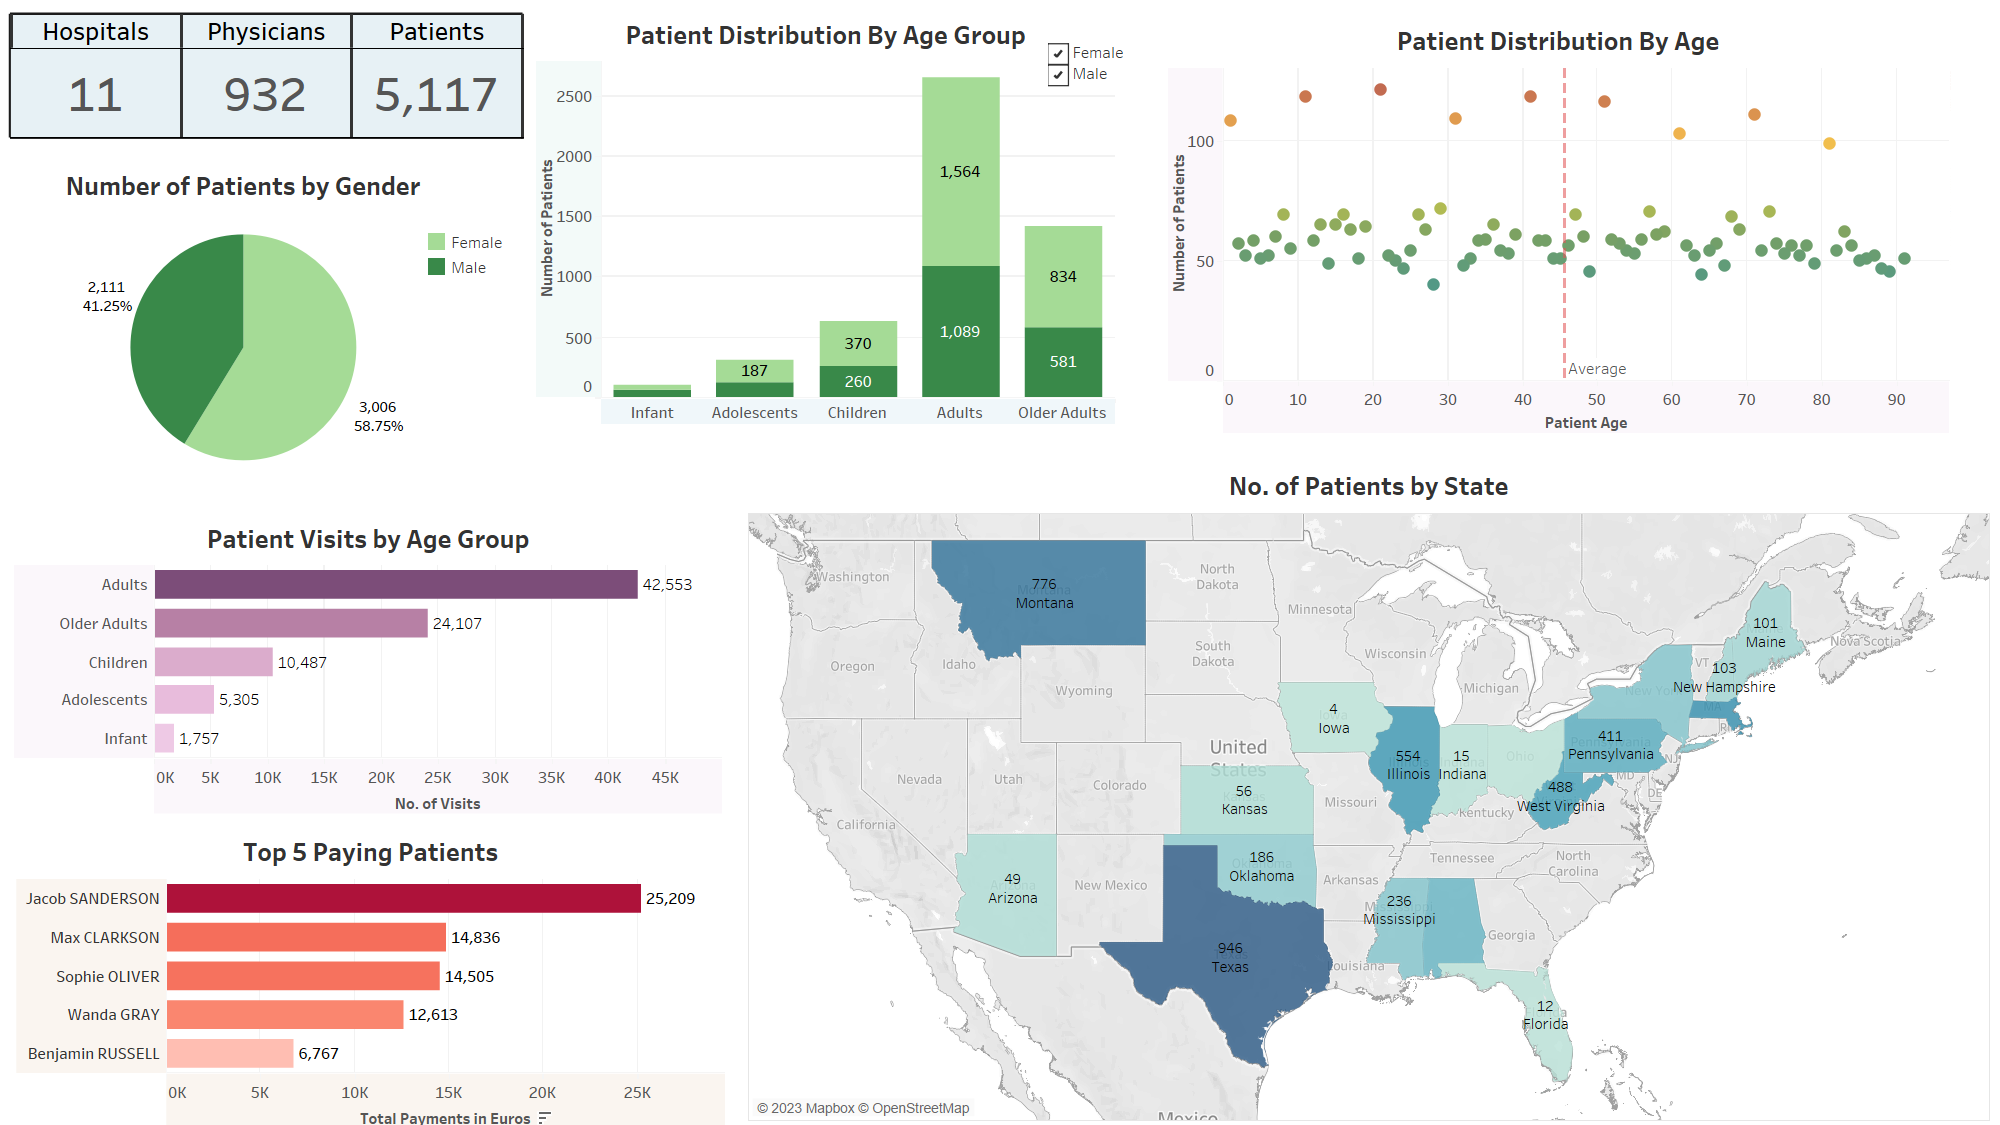 Hospitals
Physicians
Patients
11
932
5,117
Number of Patients by Gender
Female
Male
2,111
41.25%
3,006
58.75%
Patient Distribution By Age Group
Female
Male
Number of Patients
2500
2000
1500
1000
500
0
1,564
1,089
834
581
370
260
187
Infant
Adolescents
Children
Adults
Older Adults
Patient Distribution By Age
Number of Patients
100
50
0
Average
0
10
20
30
40
50
60
70
80
90
Patient Age
Patient Visits by Age Group
Adults
42,553
Older Adults
24,107
Children
10,487
Adolescents
5,305
Infant
1,757
0K
5K
10K
15K
20K
25K
30K
35K
40K
45K
No. of Visits
Top 5 Paying Patients
Jacob SANDERSON
25,209
Max CLARKSON
14,836
Sophie OLIVER
14,505
Wanda GRAY
12,613
Benjamin RUSSELL
6,767
0K
5K
10K
15K
20K
25K
Total Payments in Euros
No. of Patients by State
Washington
776
Montana
North
Dakota
Minnesota
Oregon
Idaho
South
Dakota
Wisconsin
Michigan
Wyoming
101
Maine
Nova Scotia
VT
103
New Hampshire
New York
MA
4
Iowa
United
States
554
Illinois
15
Indiana
Ohio
411
Pennsylvania
NJ
MD
DE
Nevada
Utah
Colorado
56
Kansas
Missouri
Kentucky
488
West Virginia
California
186
Oklahoma
Tennessee
North
Carolina
49
Arizona
New Mexico
Arkansas
236
Mississippi
Georgia
946
Texas
Louisiana
12
Florida
Mexico
© 2023 Mapbox © OpenStreetMap